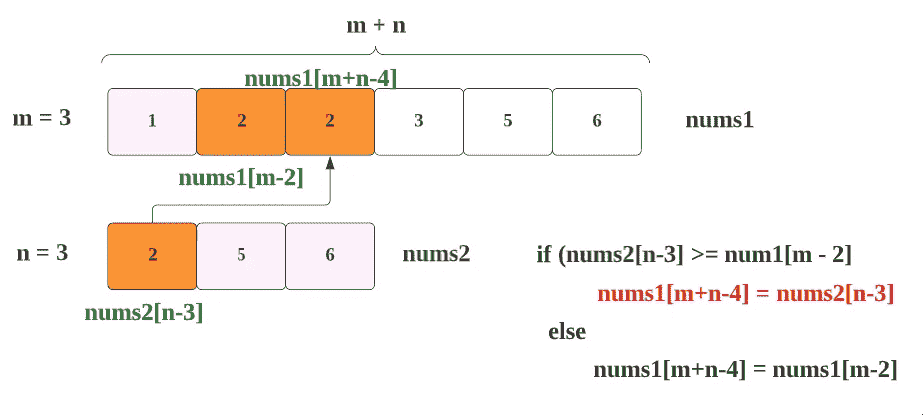 m + n
nums1[m+n-4]
m = 3 1 2 2 3 5 6 nums1
nums1[m-2]
n = 3 2 5 6 nums2
if (nums2[n-3] >= num1[m - 2]
nums2[n-3]
nums1[m+n-4] = nums2[n-3]
else
nums1[m+n-4] = nums1[m-2]